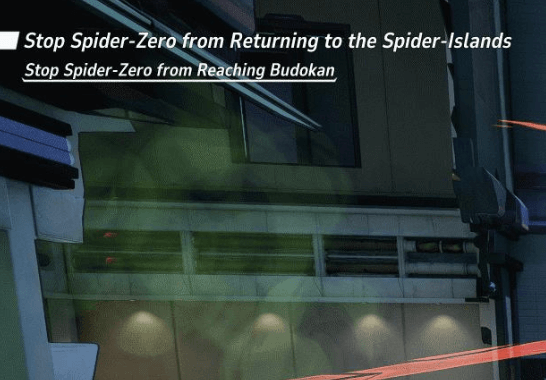 Stop Spider-Zero from Returning to the Spider-Islands
Stop Spider-Zero from Reaching Budokan